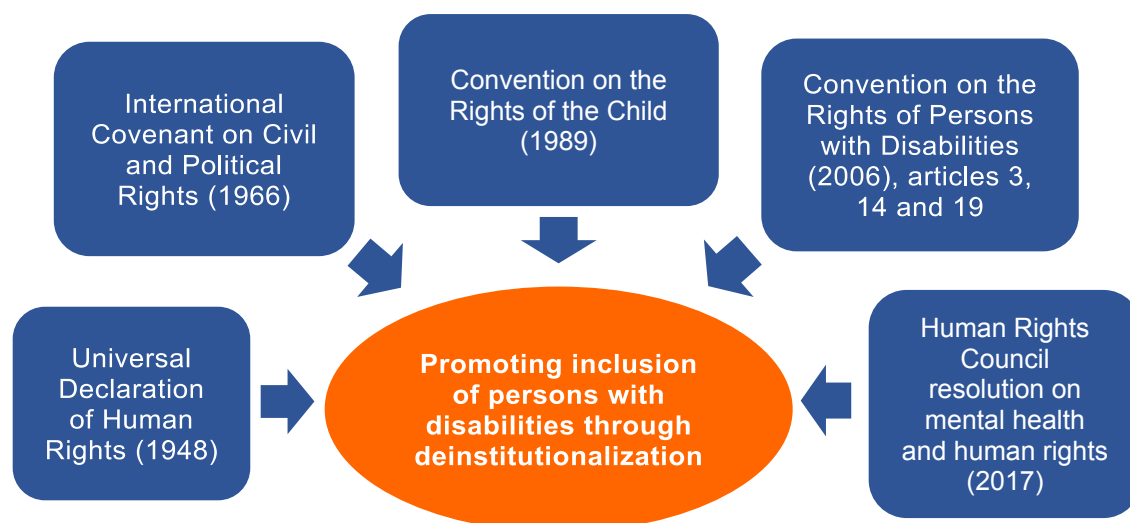 International
Covenant on Civil
and Political
Rights (1966)
Convention on the
Rights of the Child
(1989)
Convention on the
Rights of Persons
with Disabilities
(2006), articles 3,
14 and 19
Universal
Declaration
of Human
Rights (1948)
Promoting inclusion
of persons with
disabilities through
deinstitutionalization
Human Rights
Council
resolution on
mental health
and human rights
(2017)